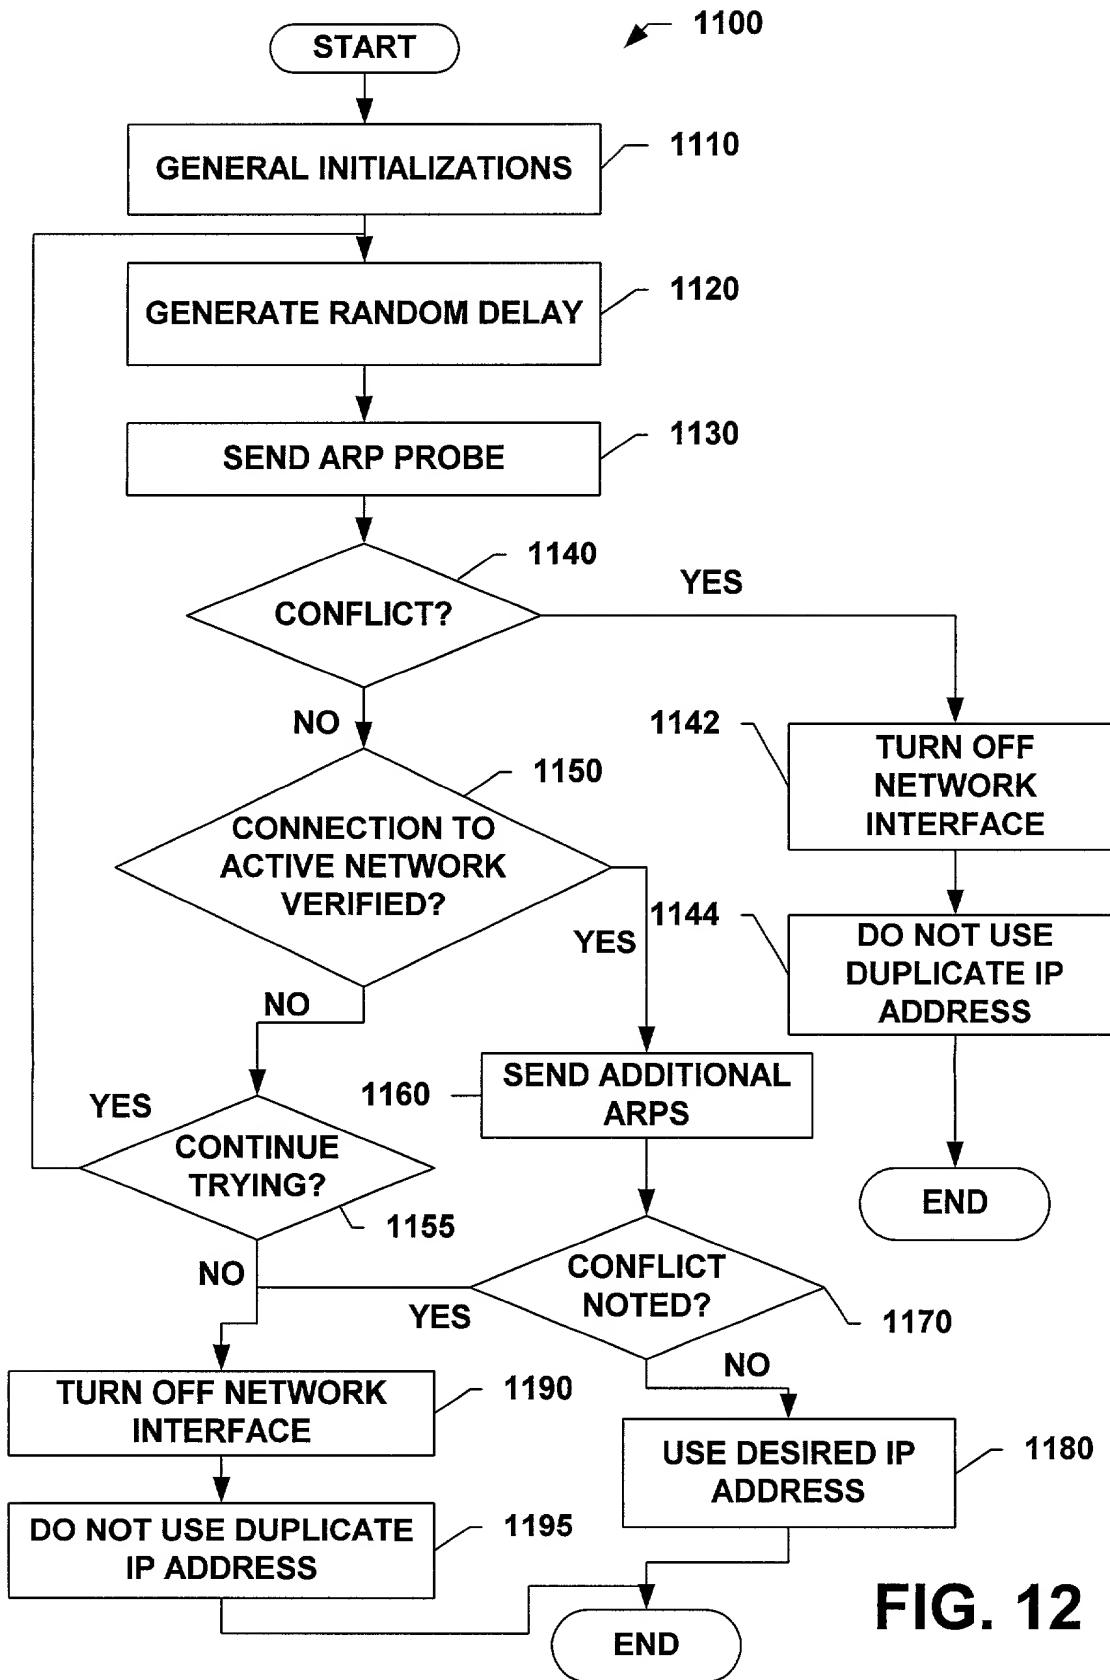 1100
START
GENERAL INITIALIZATIONS
1110
GENERATE RANDOM DELAY
1120
SEND ARP PROBE
1130
1140
CONFLICT?
YES
NO
1142
TURN OFF
NETWORK
INTERFACE
1150
CONNECTION TO
ACTIVE NETWORK
VERIFIED?
YES
NO
1144
DO NOT USE
DUPLICATE IP
ADDRESS
1160
SEND ADDITIONAL
ARPS
YES
CONTINUE
TRYING?
1155
NO
END
CONFLICT
NOTED?
YES
1170
NO
TURN OFF NETWORK
INTERFACE
1190
USE DESIRED IP
ADDRESS
1180
DO NOT USE DUPLICATE
IP ADDRESS
1195
END
FIG. 12